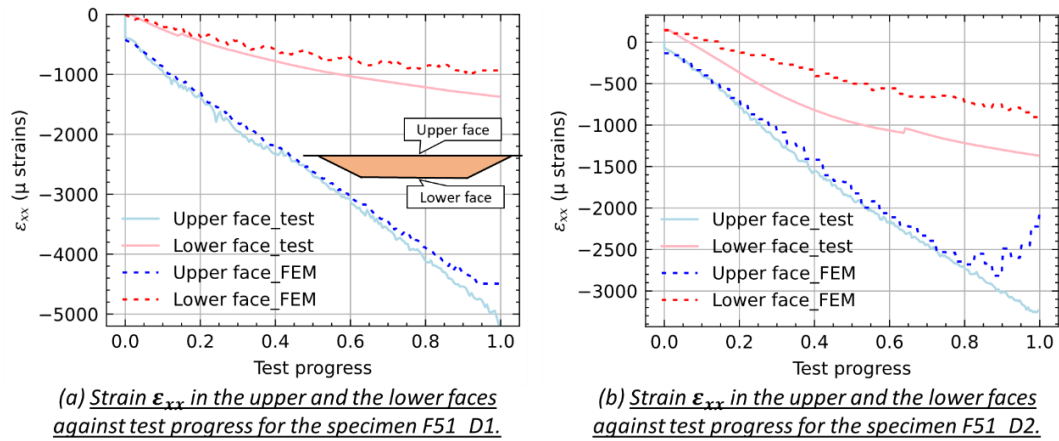 0
−1000
−2000
−3000
−4000
−5000
εxx (μ strains)
Upper face
Lower face
Upper face_test
Lower face_test
Upper face_FEM
Lower face_FEM
0.0 0.2 0.4 0.6 0.8 1.0
Test progress
(a) Strain εxx in the upper and the lower faces
against test progress for the specimen F51_D1.
0
−500
−1000
−1500
−2000
−2500
−3000
εxx (μ strains)
Upper face_test
Lower face_test
Upper face_FEM
Lower face_FEM
0.0 0.2 0.4 0.6 0.8 1.0
Test progress
(b) Strain εxx in the upper and the lower faces
against test progress for the specimen F51_D2.